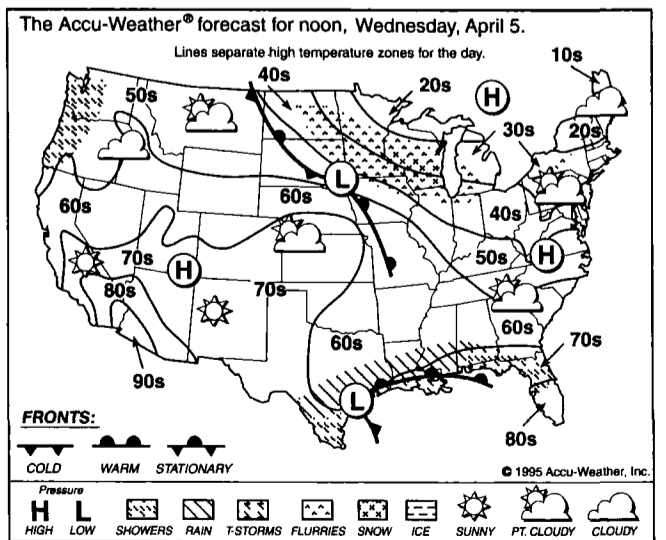 The Accu-Weather® forecast for noon, Wednesday, April 5.
Lines separate high temperature zones for the day.
10s
40s
20s
H
50s
30s
20s
L
60s
60s
40s
H
50s
70s
H
80s
70s
60s
60s
70s
90s
L
80s
FRONTS:
COLD WARM STATIONARY
© 1995 Accu-Weather, Inc.
Pressure
H L
HIGH LOW SHOWERS RAIN T-STORMS FLURRIES SNOW ICE SUNNY PT. CLOUDY CLOUDY